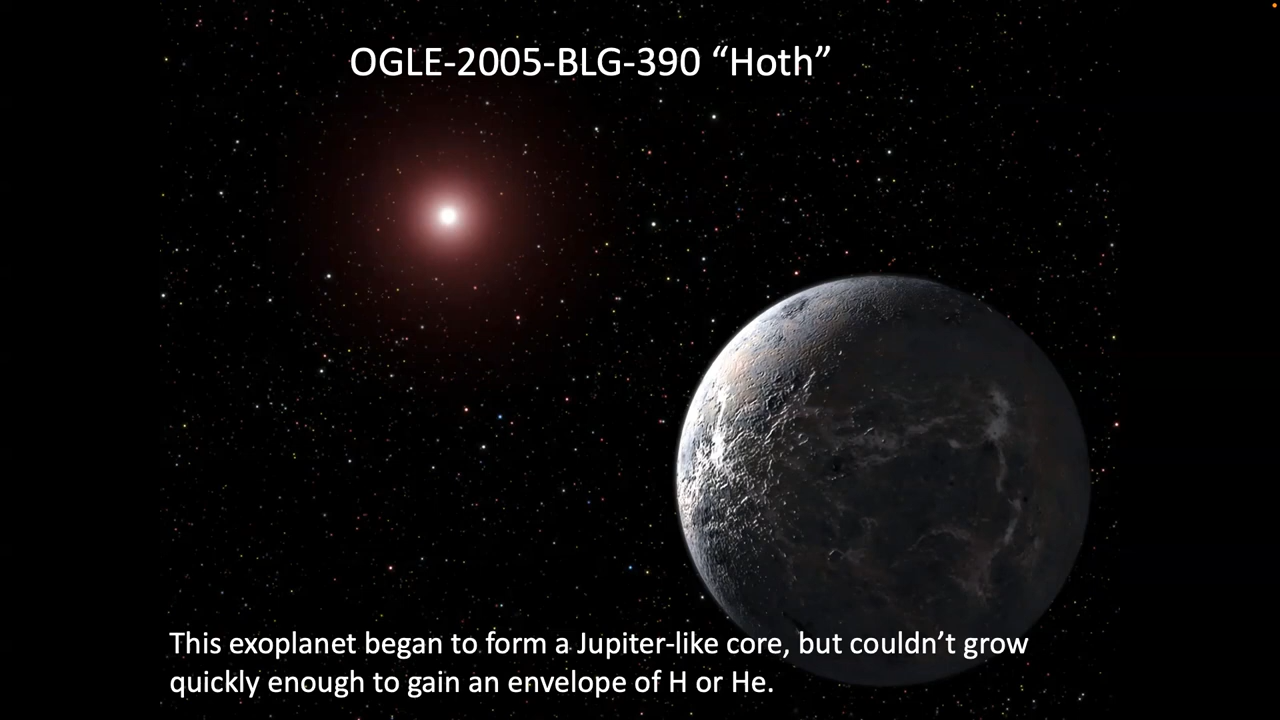 OGLE-2005-BLG-390 “Hoth”
This exoplanet began to form a Jupiter-like core, but couldn’t grow
quickly enough to gain an envelope of H or He.